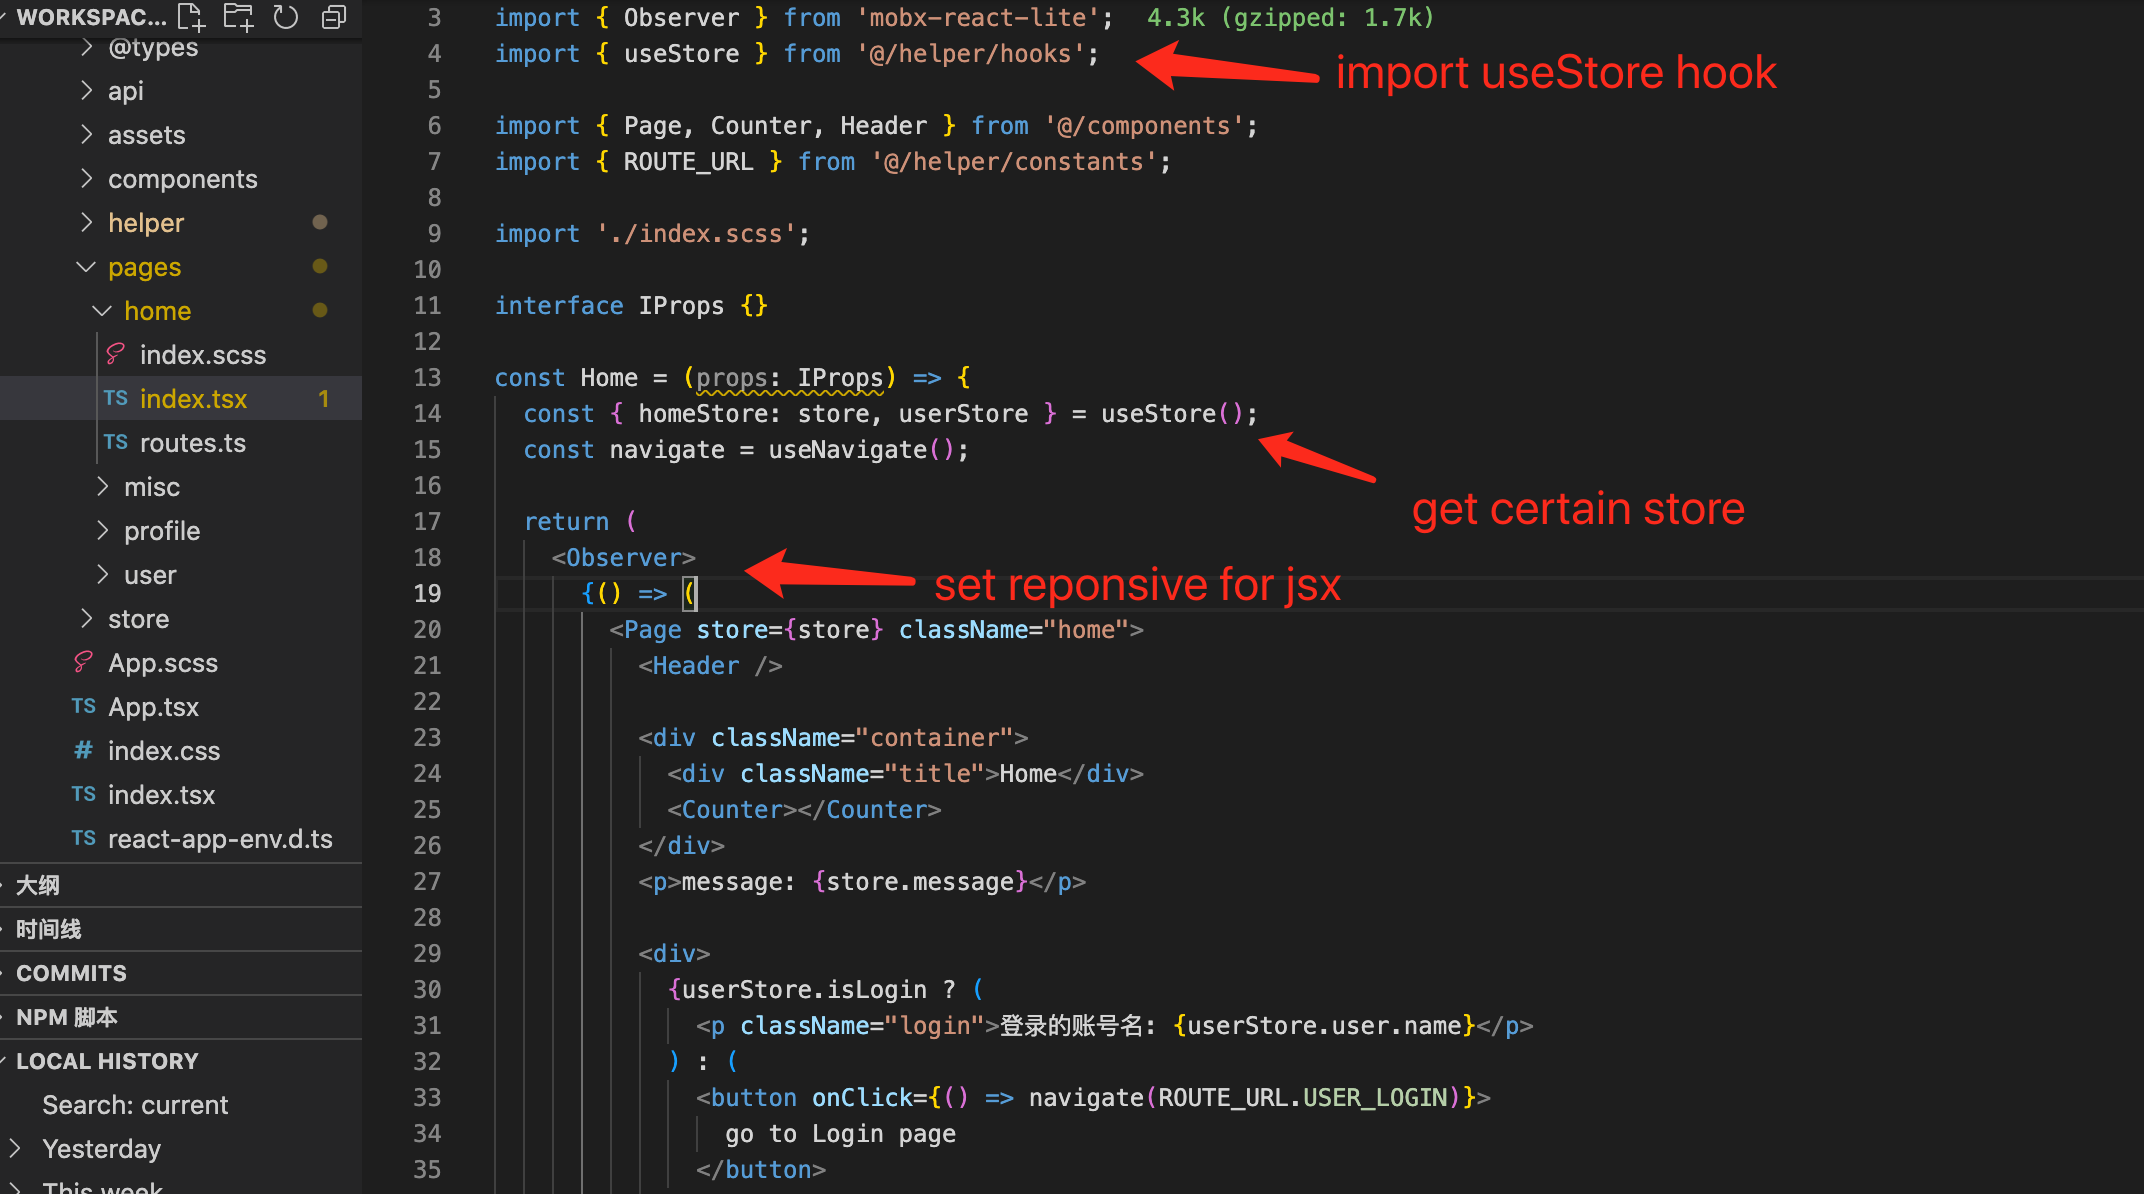 WORKSPAC...
@types
api
assets
components
helper
pages
home
index.scss
TS index.tsx 1
TS routes.ts
misc
profile
user
store
App.scss
TS App.tsx
# index.css
TS index.tsx
TS react-app-env.d.ts
大纲
时间线
COMMITS
NPM 脚本
LOCAL HISTORY
Search: current
Yesterday
This week
3 import { Observer } from 'mobx-react-lite'; 4.3k (gzipped: 1.7k)
4 import { useStore } from '@/helper/hooks';
import useStore hook
5
6 import { Page, Counter, Header } from '@/components';
7 import { ROUTE_URL } from '@/helper/constants';
8
9 import './index.scss';
10
11 interface IProps {}
12
13 const Home = (props: IProps) => {
14 const { homeStore: store, userStore } = useStore();
15 const navigate = useNavigate();
get certain store
16
17 return (
18 <Observer>
set reponsive for jsx
19 {() => (
20 <Page store={store} className="home">
21 <Header />
22
23 <div className="container">
24 <div className="title">Home</div>
25 <Counter></Counter>
26 </div>
27 <p>message: {store.message}</p>
28
29 <div>
30 {userStore.isLogin ? (
31 <p className="login">登录的账号名: {userStore.user.name}</p>
32 ) : (
33 <button onClick={() => navigate(ROUTE_URL.USER_LOGIN)}>
34 go to Login page
35 </button>